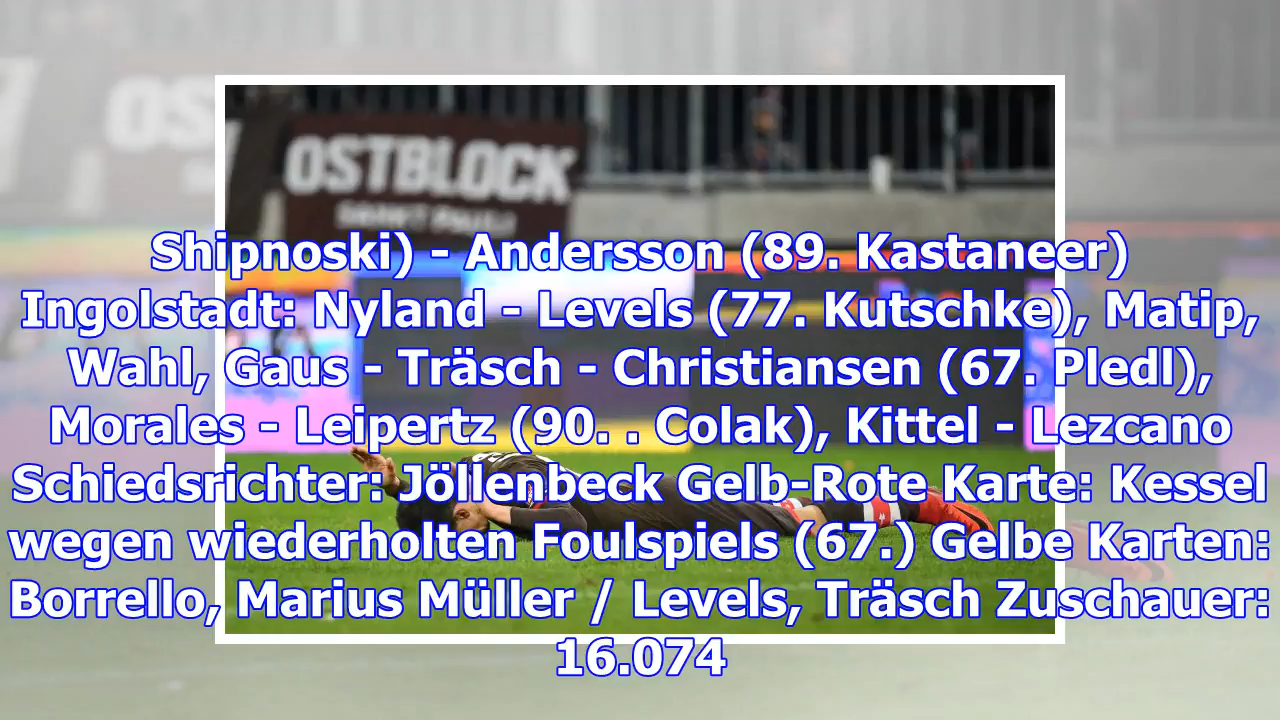 OSTBLOCK
SANKT PAULI
Shipnoski) - Andersson (89. Kastaneer)
Ingolstadt: Nyland - Levels (77. Kutschke), Matip,
Wahl, Gaus - Träsch - Christiansen (67. Pledl),
Morales - Leipertz (90. . Colak), Kittel - Lezcano
Schiedsrichter: Jöllenbeck Gelb-Rote Karte: Kessel
wegen wiederholten Foulspiels (67.) Gelbe Karten:
Borrello, Marius Müller / Levels, Träsch Zuschauer:
16.074